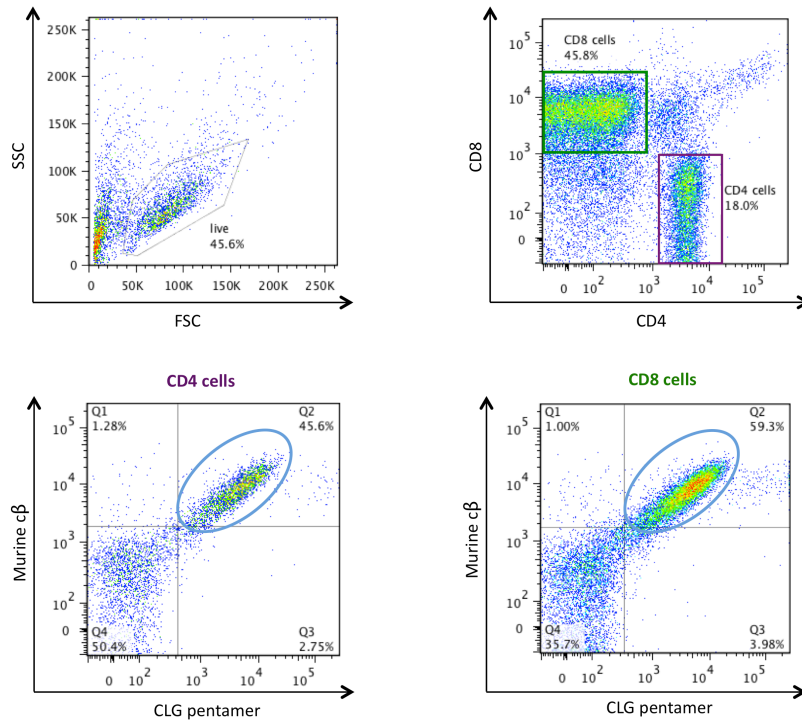 250K
200K
150K
100K
50K
0
SSC
live
45.6%
0 50K 100K 150K 200K 250K
FSC
10^5
10^4
10^3
10^2
0
CD8
CD8 cells
45.8%
CD4 cells
18.0%
0 10^2 10^3 10^4 10^5
CD4
CD4 cells
Q1
1.28%
Q2
45.6%
10^5
10^4
10^3
10^2
0
Murine cβ
Q4
50.4%
Q3
2.75%
0 10^2 10^3 10^4 10^5
CLG pentamer
CD8 cells
Q1
1.00%
Q2
59.3%
10^5
10^4
10^3
10^2
0
Murine cβ
Q4
35.7%
Q3
3.98%
0 10^2 10^3 10^4 10^5
CLG pentamer